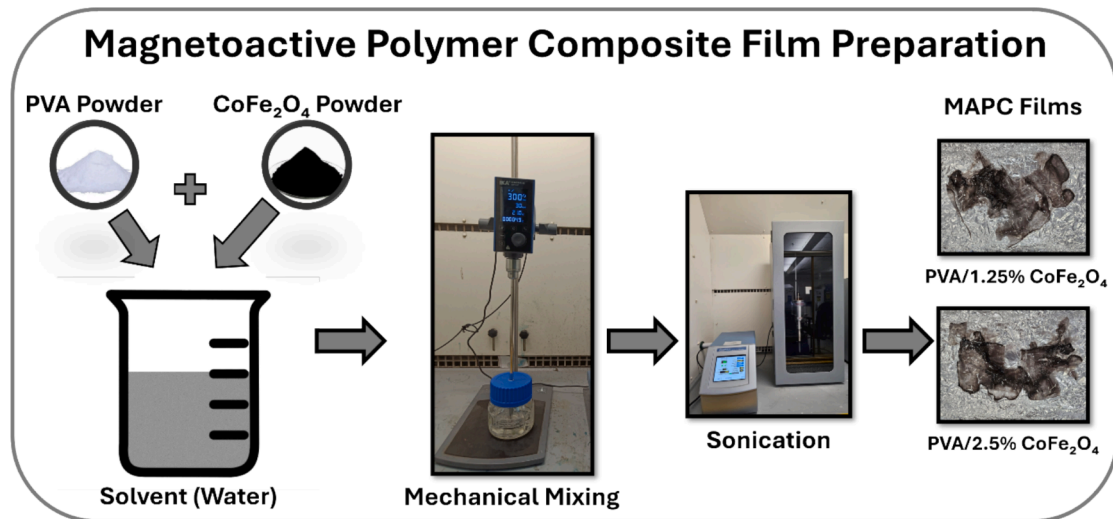 Magnetoactive Polymer Composite Film Preparation
PVA Powder
CoFe₂O₄ Powder
MAPC Films
300
PVA/1.25% CoFe₂O₄
PVA/2.5% CoFe₂O₄
Sonication
Solvent (Water)
Mechanical Mixing